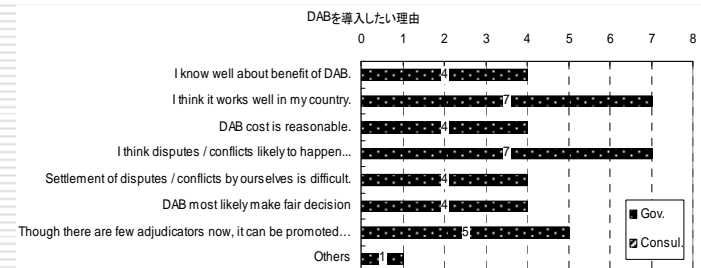 DABを導入したい理由
0 1 2 3 4 5 6 7 8
I know well about benefit of DAB. 4
I think it works well in my country. 7
DAB cost is reasonable. 4
I think disputes / conflicts likely to happen... 7
Settlement of disputes / conflicts by ourselves is difficult. 4
DAB most likely make fair decision 4
Though there are few adjudicators now, it can be promoted... 5
Others 1
Gov.
Consul.